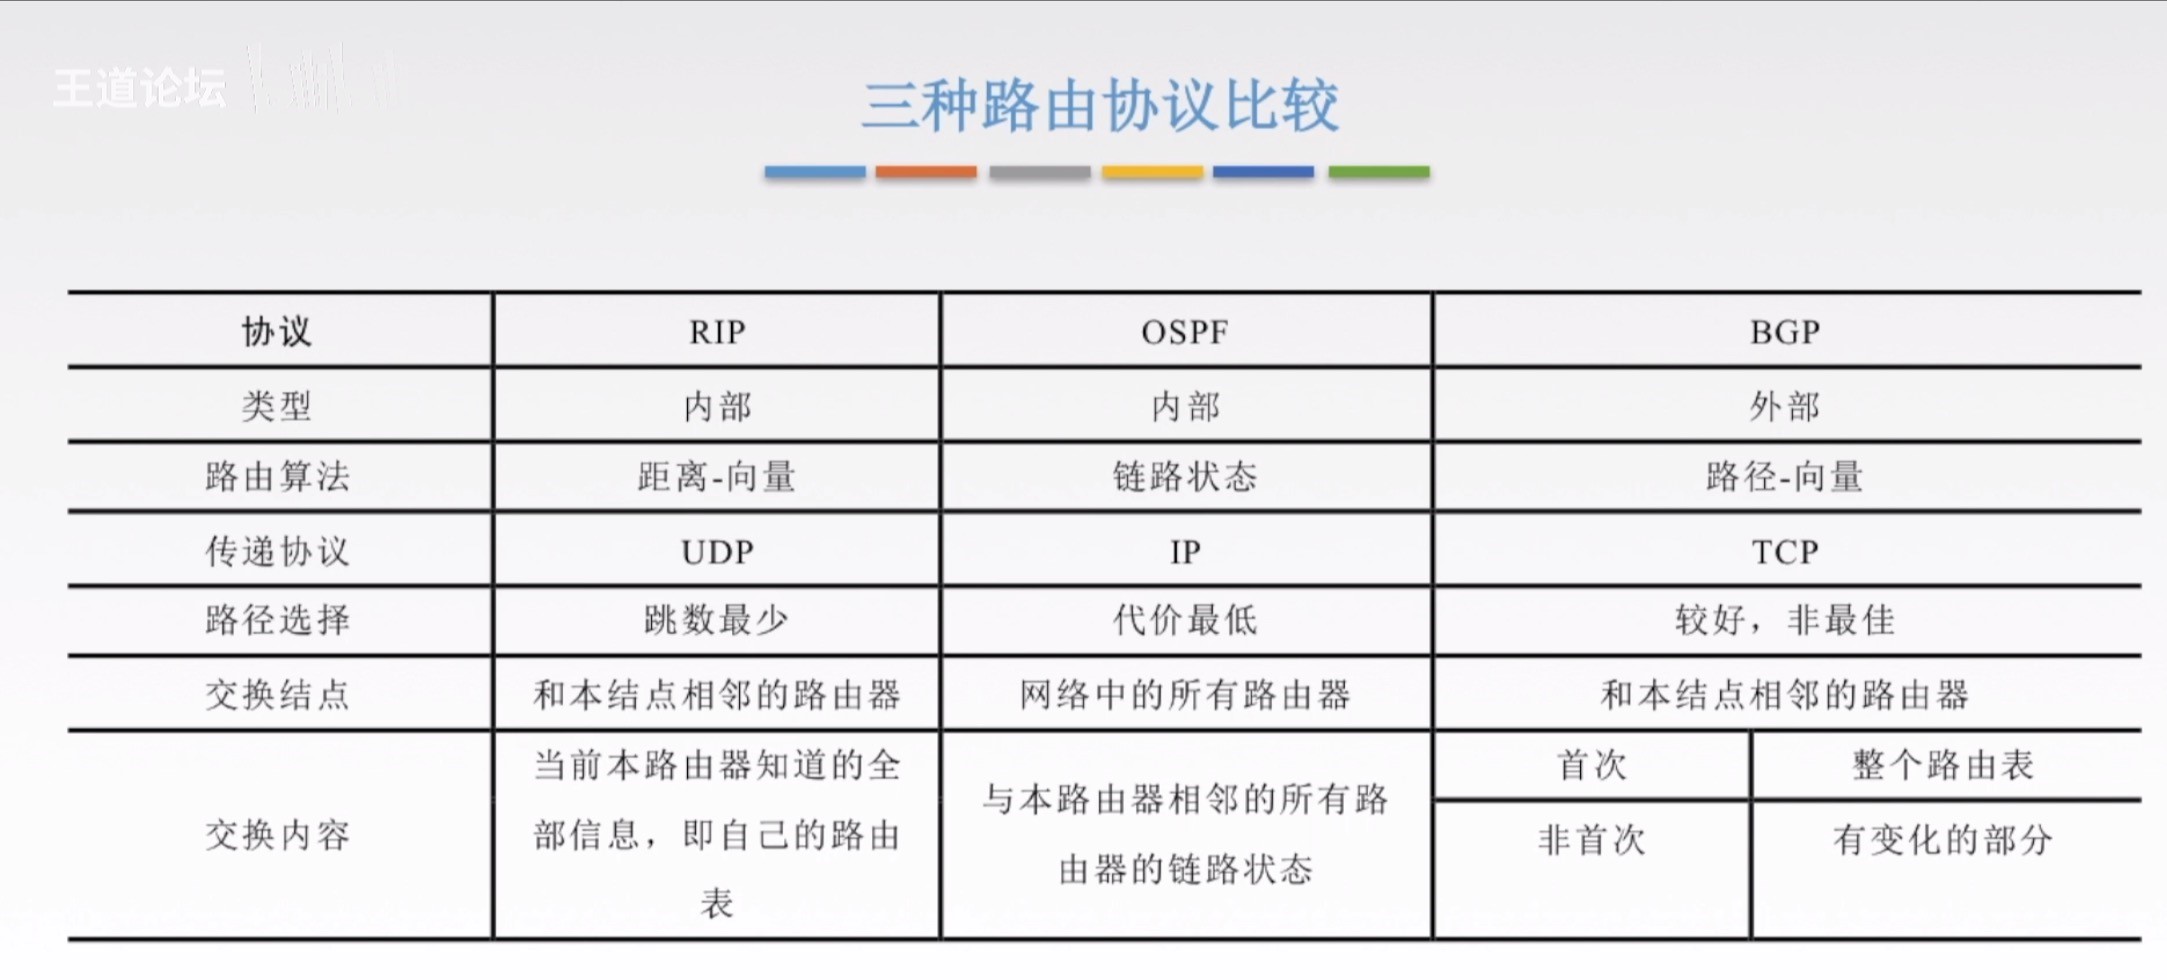 王道论坛
三种路由协议比较
协议 RIP OSPF BGP
类型 内部 内部 外部
路由算法 距离-向量 链路状态 路径-向量
传递协议 UDP IP TCP
路径选择 跳数最少 代价最低 较好，非最佳
交换结点 和本结点相邻的路由器 网络中的所有路由器 和本结点相邻的路由器
交换内容
当前本路由器知道的全
部信息，即自己的路由
表
与本路由器相邻的所有路
由器的链路状态
首次 整个路由表
非首次 有变化的部分